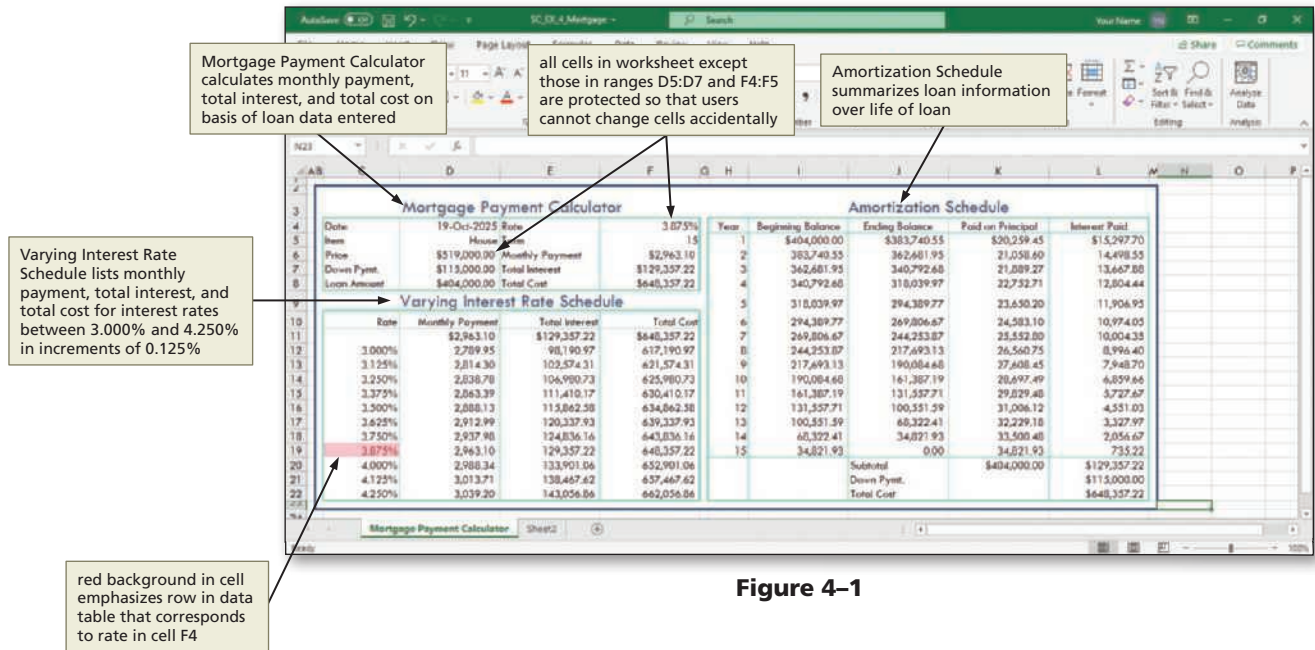 Mortgage Payment Calculator
calculates monthly payment,
total interest, and total cost on
basis of loan data entered
all cells in worksheet except
those in ranges D5:D7 and F4:F5
are protected so that users
cannot change cells accidentally
Amortization Schedule
summarizes loan information
over life of loan
Varying Interest Rate
Schedule lists monthly
payment, total interest, and
total cost for interest rates
between 3.000% and 4.250%
in increments of 0.125%
red background in cell
emphasizes row in data
table that corresponds
to rate in cell F4
AutoSave SC_EX_4_Mortgage Search Your Name
Page Layout Share Comments
11 Format Sort & Filter Find & Select Analyze Data
Editing Analysis
N23
D E F G H I J K L M N O P
Mortgage Payment Calculator
Date 19-Oct-2025 Rate 3.875%
Item House Term 15
Price $519,000.00 Monthly Payment $2,963.10
Down Pymt. $115,000.00 Total Interest $129,357.22
Loan Amount $404,000.00 Total Cost $648,357.22
Varying Interest Rate Schedule
Rate Monthly Payment Total Interest Total Cost
$2,963.10 $129,357.22 $648,357.22
3.000% 2,789.95 98,190.97 617,190.97
3.125% 2,814.30 102,574.31 621,574.31
3.250% 2,838.78 106,980.73 625,980.73
3.375% 2,863.39 111,410.17 630,410.17
3.500% 2,888.13 115,862.58 634,862.58
3.625% 2,912.99 120,337.93 639,337.93
3.750% 2,937.98 124,836.16 643,836.16
3.875% 2,963.10 129,357.22 648,357.22
4.000% 2,988.34 133,901.06 652,901.06
4.125% 3,013.71 138,467.62 657,467.62
4.250% 3,039.20 143,056.86 662,056.86
Amortization Schedule
Year Beginning Balance Ending Balance Paid on Principal Interest Paid
1 $404,000.00 $383,740.55 $20,259.45 $15,297.70
2 383,740.55 362,681.95 21,058.60 14,498.55
3 362,681.95 340,792.68 21,889.27 13,667.88
4 340,792.68 318,039.97 22,752.71 12,804.44
5 318,039.97 294,389.77 23,650.20 11,906.95
6 294,389.77 269,806.67 24,583.10 10,974.05
7 269,806.67 244,253.87 25,552.80 10,004.35
8 244,253.87 217,693.13 26,560.75 8,996.40
9 217,693.13 190,084.68 27,608.45 7,948.70
10 190,084.68 161,387.19 28,697.49 6,859.66
11 161,387.19 131,557.71 29,829.48 5,727.67
12 131,557.71 100,551.59 31,006.12 4,551.03
13 100,551.59 68,322.41 32,229.18 3,327.97
14 68,322.41 34,821.93 33,500.48 2,056.67
15 34,821.93 0.00 34,821.93 735.22
Subtotal $404,000.00 $129,357.22
Down Pymt. $115,000.00
Total Cost $648,357.22
Mortgage Payment Calculator Sheet2
Ready 100%
Figure 4–1